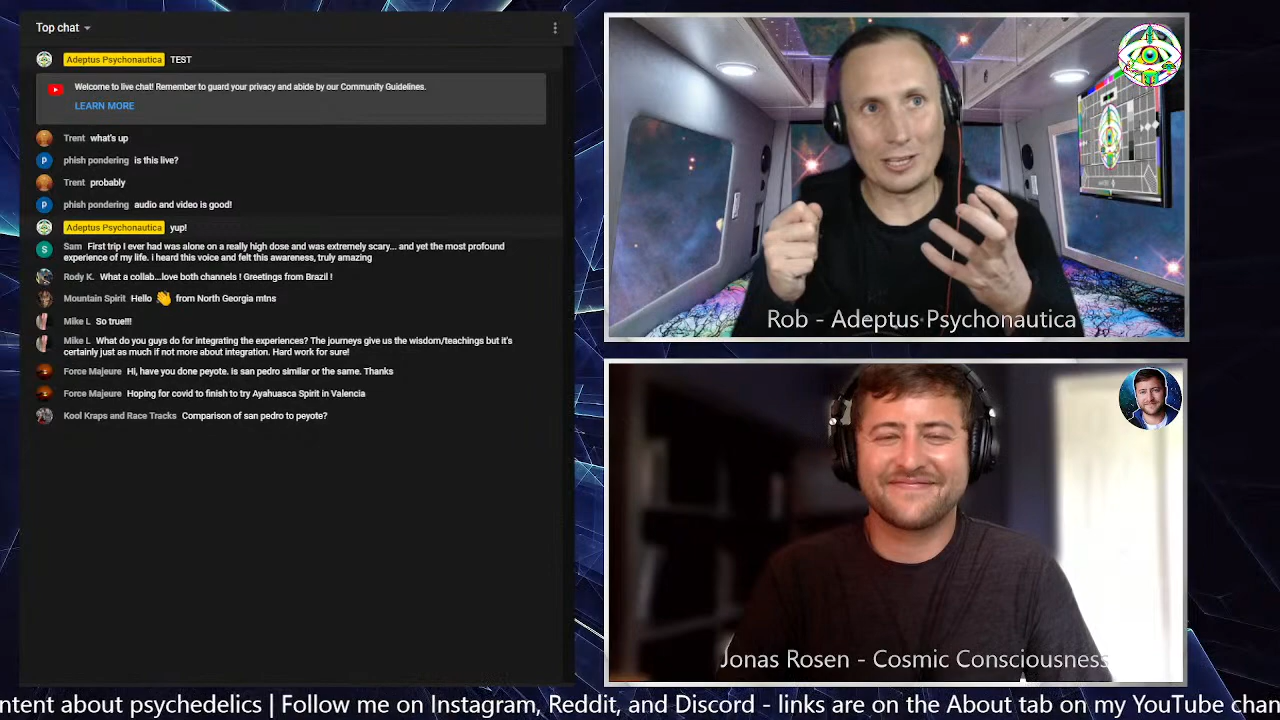 Top chat
Adeptus Psychonautica TEST
Welcome to live chat! Remember to guard your privacy and abide by our Community Guidelines.
LEARN MORE
Trent what's up
P phish pondering is this live?
Trent probably
P phish pondering audio and video is good!
Adeptus Psychonautica yup!
S Sam First trip I ever had was alone on a really high dose and was extremely scary... and yet the most profound
experience of my life. i heard this voice and felt this awareness, truly amazing
Rody K. What a collab...love both channels ! Greetings from Brazil !
Mountain Spirit Hello 👋 from North Georgia mtns
Mike L So true!!!
Mike L What do you guys do for integrating the experiences? The journeys give us the wisdom/teachings but it's
certainly just as much if not more about integration. Hard work for sure!
Force Majeure Hi, have you done peyote. is san pedro similar or the same. Thanks
Force Majeure Hoping for covid to finish to try Ayahuasca Spirit in Valencia
Kool Kraps and Race Tracks Comparison of san pedro to peyote?
Rob - Adeptus Psychonautica
Jonas Rosen - Cosmic Consciousness
ntent about psychedelics | Follow me on Instagram, Reddit, and Discord - links are on the About tab on my YouTube chan